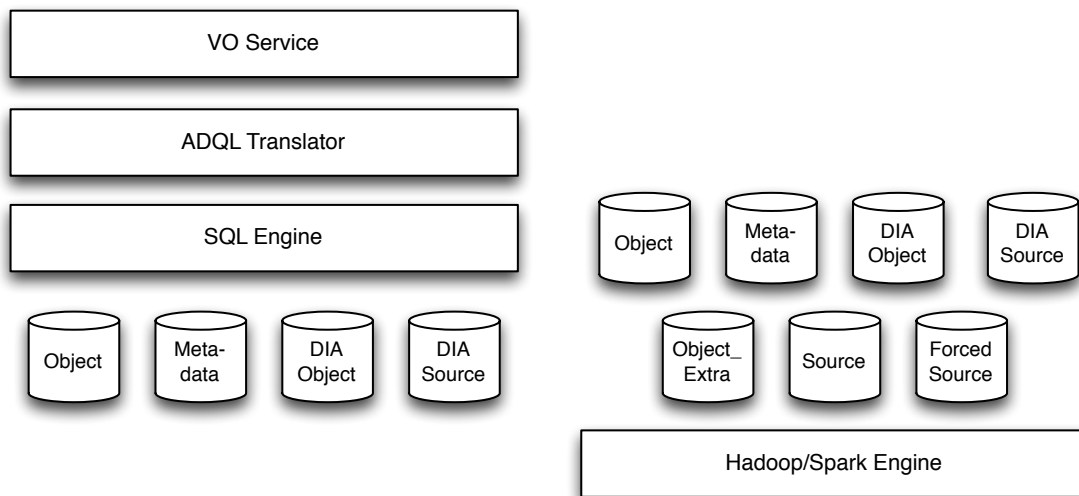 VO Service
ADQL Translator
SQL Engine
Object
Meta-
data
DIA
Object
DIA
Source
Object
Meta-
data
DIA
Object
DIA
Source
Object_
Extra
Source
Forced
Source
Hadoop/Spark Engine